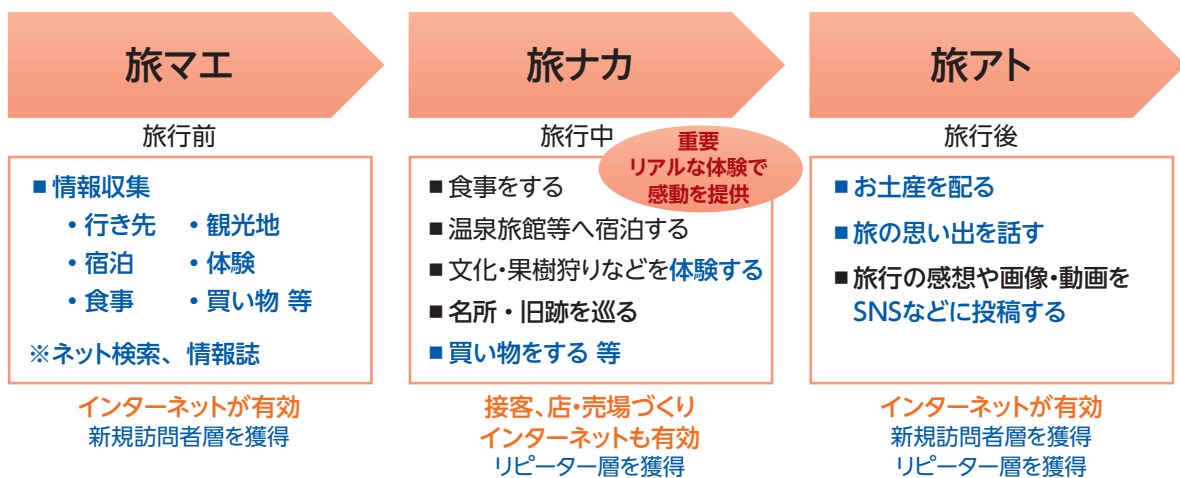 旅マエ
旅行前
■情報収集
・行き先 ・観光地
・宿泊 ・体験
・食事 ・買い物 等
※ネット検索、情報誌
インターネットが有効
新規訪問者層を獲得
旅ナカ
旅行中
重要
リアルな体験で
感動を提供
■食事をする
■温泉旅館等へ宿泊する
■文化・果樹狩りなどを体験する
■名所・旧跡を巡る
■買い物をする 等
接客、店・売場づくり
インターネットも有効
リピーター層を獲得
旅アト
旅行後
■お土産を配る
■旅の思い出を話す
■旅行の感想や画像・動画を
SNSなどに投稿する
インターネットが有効
新規訪問者層を獲得
リピーター層を獲得